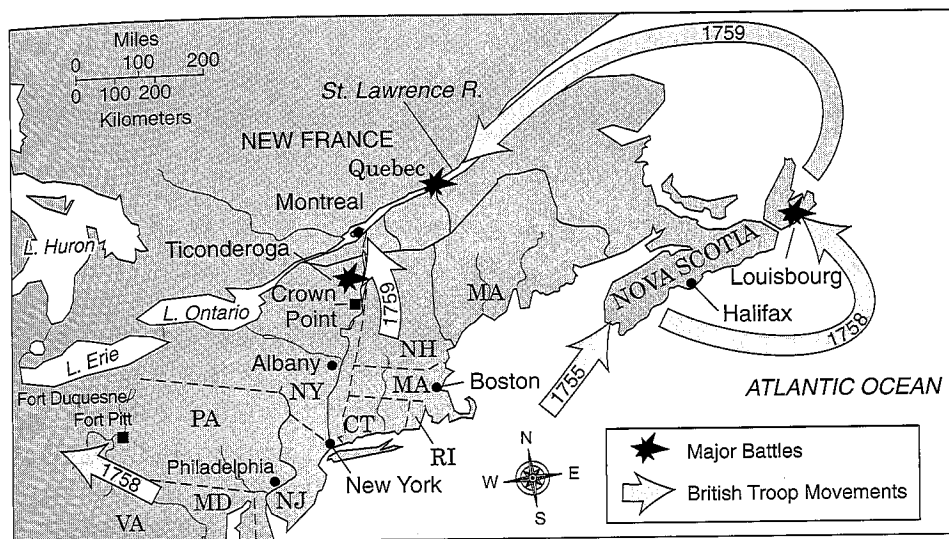 Miles
0 100 200
0 100 200
Kilometers
1759
St. Lawrence R.
NEW FRANCE
Quebec
Montreal
L. Huron
Ticonderoga
NOVA SCOTIA
Louisbourg
MA
Crown
Point
L. Ontario
1759
Halifax
1758
L. Erie
Albany
NH
1755
NY
MA
Boston
ATLANTIC OCEAN
Fort Duquesne/
Fort Pitt
PA
CT
RI
N
W E
S
Major Battles
British Troop Movements
1758
Philadelphia
New York
MD
NJ
VA